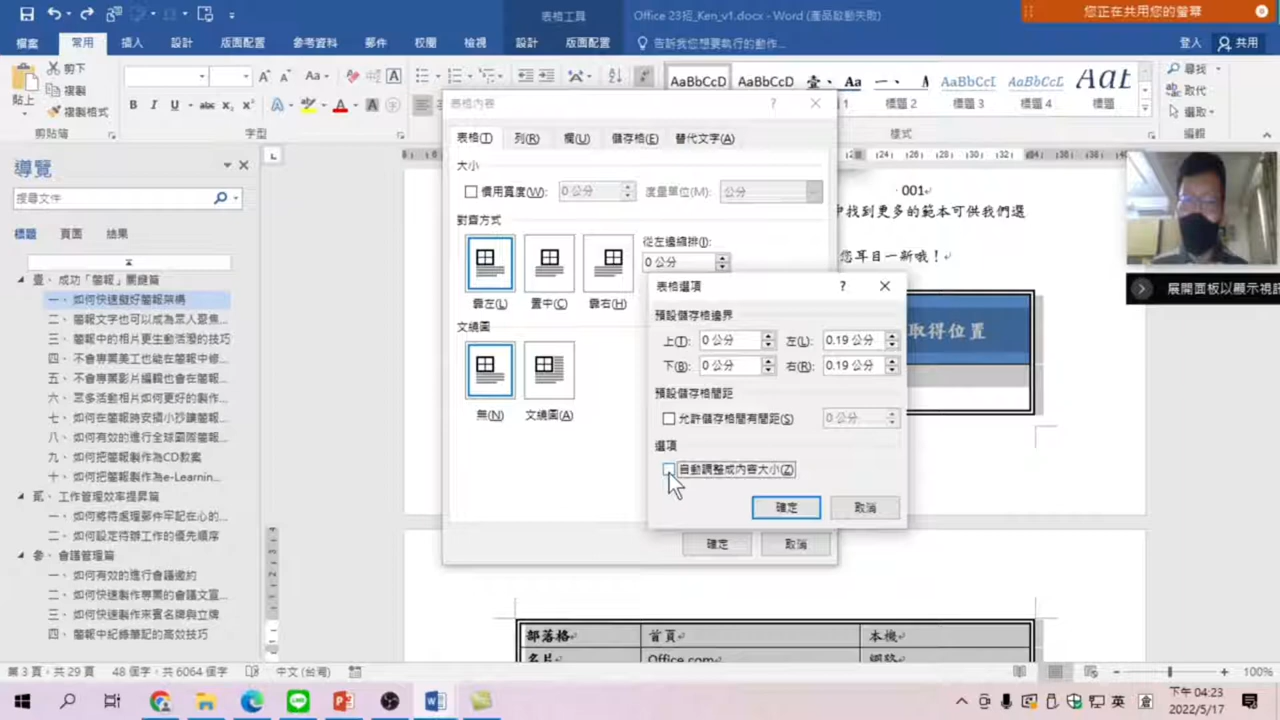 表格工具
Office 23招_Ken_v1.docx - Word (產品啟動失敗)
您正在共用您的螢幕
檔案 常用 插入 設計 版面配置 參考資料 郵件 校閱 檢視 設計 版面配置 告訴我您想要執行的動作... 登入 共用
貼上
剪下
複製
複製格式
剪貼簿
字型
AaBbCcD AaBbCcD AaBbCcI AaBbCcI Aat
標題 2 標題 3 標題 4 標題
樣式
尋找
取代
選取
編輯
導覽
搜尋文件
標題 頁面 結果
壹、 成功「簡報」關鍵篇
一、 如何快速擬好簡報架構
二、 簡報文字也可以成為眾人聚焦...
三、 簡報中的相片更生動活潑的技巧
四、 不會專業美工也能在簡報中修...
五、 不會專業影片編輯也會在簡報...
六、 眾多活動相片如何更好的製作...
七、 如何在簡報時安插小抄讓簡報...
八、 如何有效的進行全球巡迴簡報...
九、 如何把簡報製作為CD教案
十、 如何把簡報製作為e-Learnin...
貳、 工作管理效率提昇篇
一、 如何將待處理郵件牢記在心的...
二、 如何設定待辦工作的優先順序
參、 會議管理篇
一、 如何有效的進行會議邀約
二、 如何快速製作專業的會議文宣...
三、 如何快速製作來賓名牌與立牌
四、 簡報中記錄筆記的高效技巧
表格內容
表格(T) 列(R) 欄(U) 儲存格(E) 替代文字(A)
大小
慣用寬度(W): 0 公分 度量單位(M): 公分
對齊方式
從左邊縮排(I):
0 公分
靠左(L) 置中(C) 靠右(H)
文繞圖
無(N) 文繞圖(A)
確定 取消
表格選項
預設儲存格邊界
上(T): 0 公分 左(L): 0.19 公分
下(B): 0 公分 右(R): 0.19 公分
預設儲存格間距
允許儲存格間有間距(S) 0 公分
選項
自動調整成內容大小(Z)
確定 取消
001
中找到更多的範本可供我們選
您耳目一新哦！
取得位置
展開面板以顯示視訊
部落格 首頁 本機
名片 Office.com 網路
第 3 頁，共 29 頁 48 個字，共 6064 個字 中文 (台灣) 100%
英
下午 04:23
2022/5/17